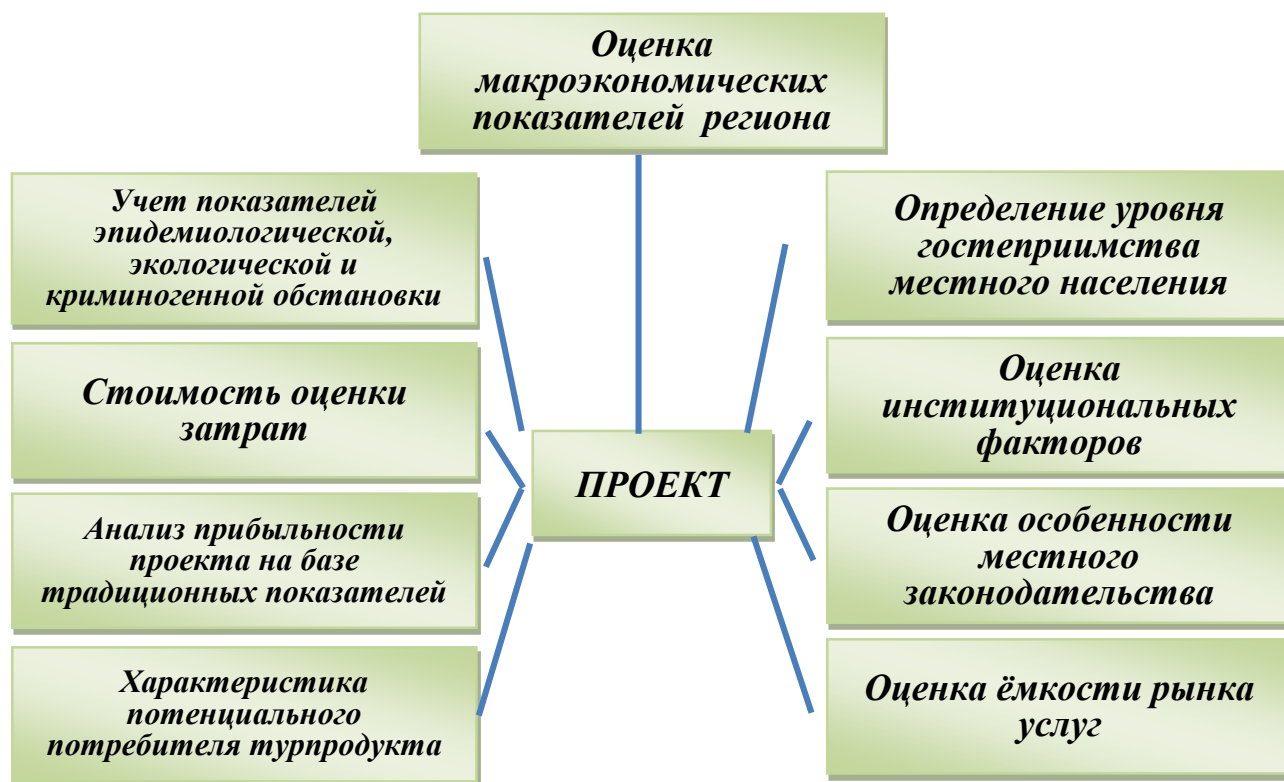 Оценка
макроэкономических
показателей региона
Учет показателей
эпидемиологической,
экологической и
криминогенной обстановки
Стоимость оценки
затрат
Анализ прибыльности
проекта на базе
традиционных показателей
Характеристика
потенциального
потребителя турпродукта
ПРОЕКТ
Определение уровня
гостеприимства
местного населения
Оценка
институциональных
факторов
Оценка особенности
местного
законодательства
Оценка ёмкости рынка
услуг